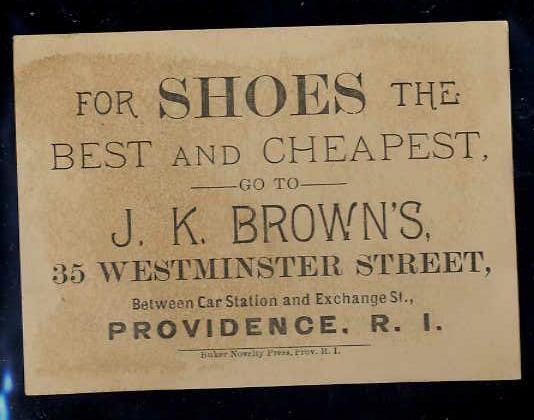 FOR SHOES THE
BEST AND CHEAPEST,
GO TO
J. K. BROWN'S,
35 WESTMINSTER STREET,
Between Car Station and Exchange St.,
PROVIDENCE. R. I.
Baker Novelty Press, Prov. R. I.